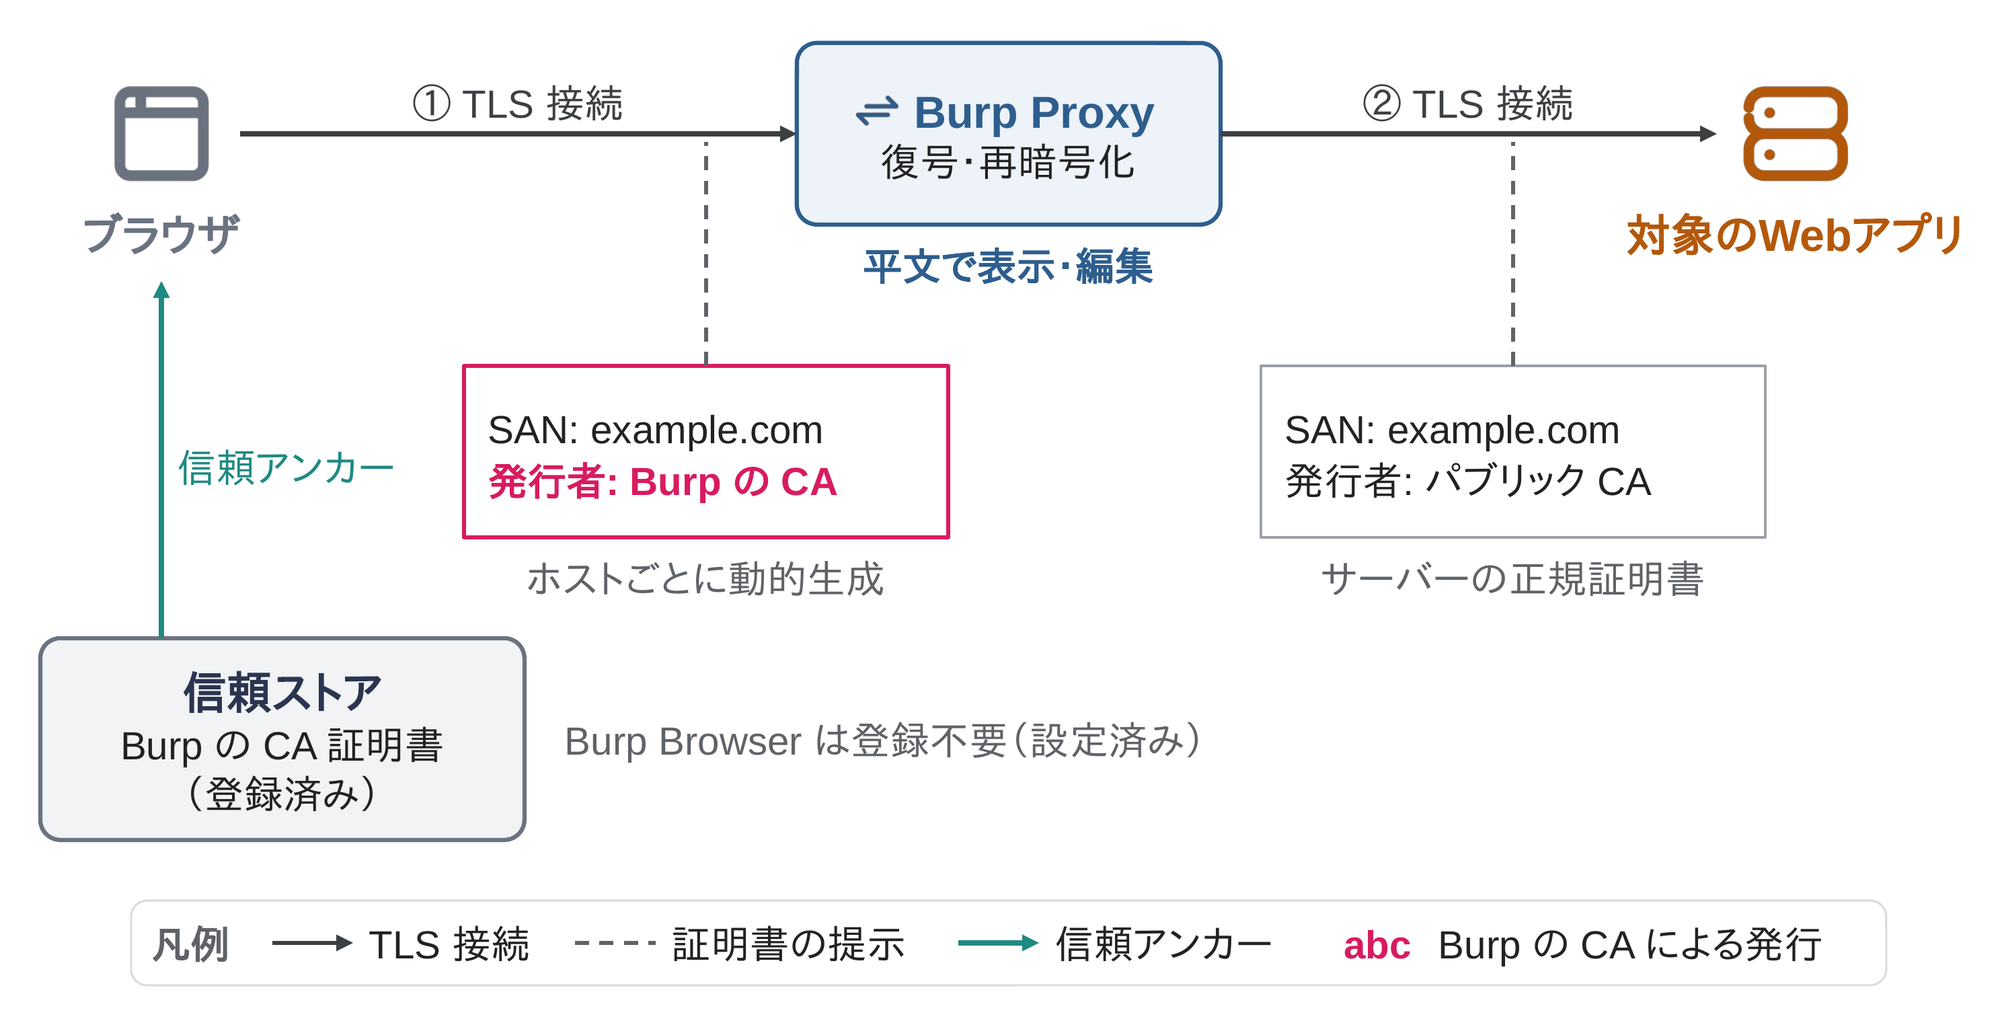 ① TLS 接続
Burp Proxy
復号・再暗号化
② TLS 接続
ブラウザ
平文で表示・編集
対象のWebアプリ
SAN: example.com
発行者: Burp の CA
SAN: example.com
発行者: パブリック CA
信頼アンカー
ホストごとに動的生成
サーバーの正規証明書
信頼ストア
Burp の CA 証明書
（登録済み）
Burp Browser は登録不要（設定済み）
凡例
TLS 接続
証明書の提示
信頼アンカー
abc Burp の CA による発行